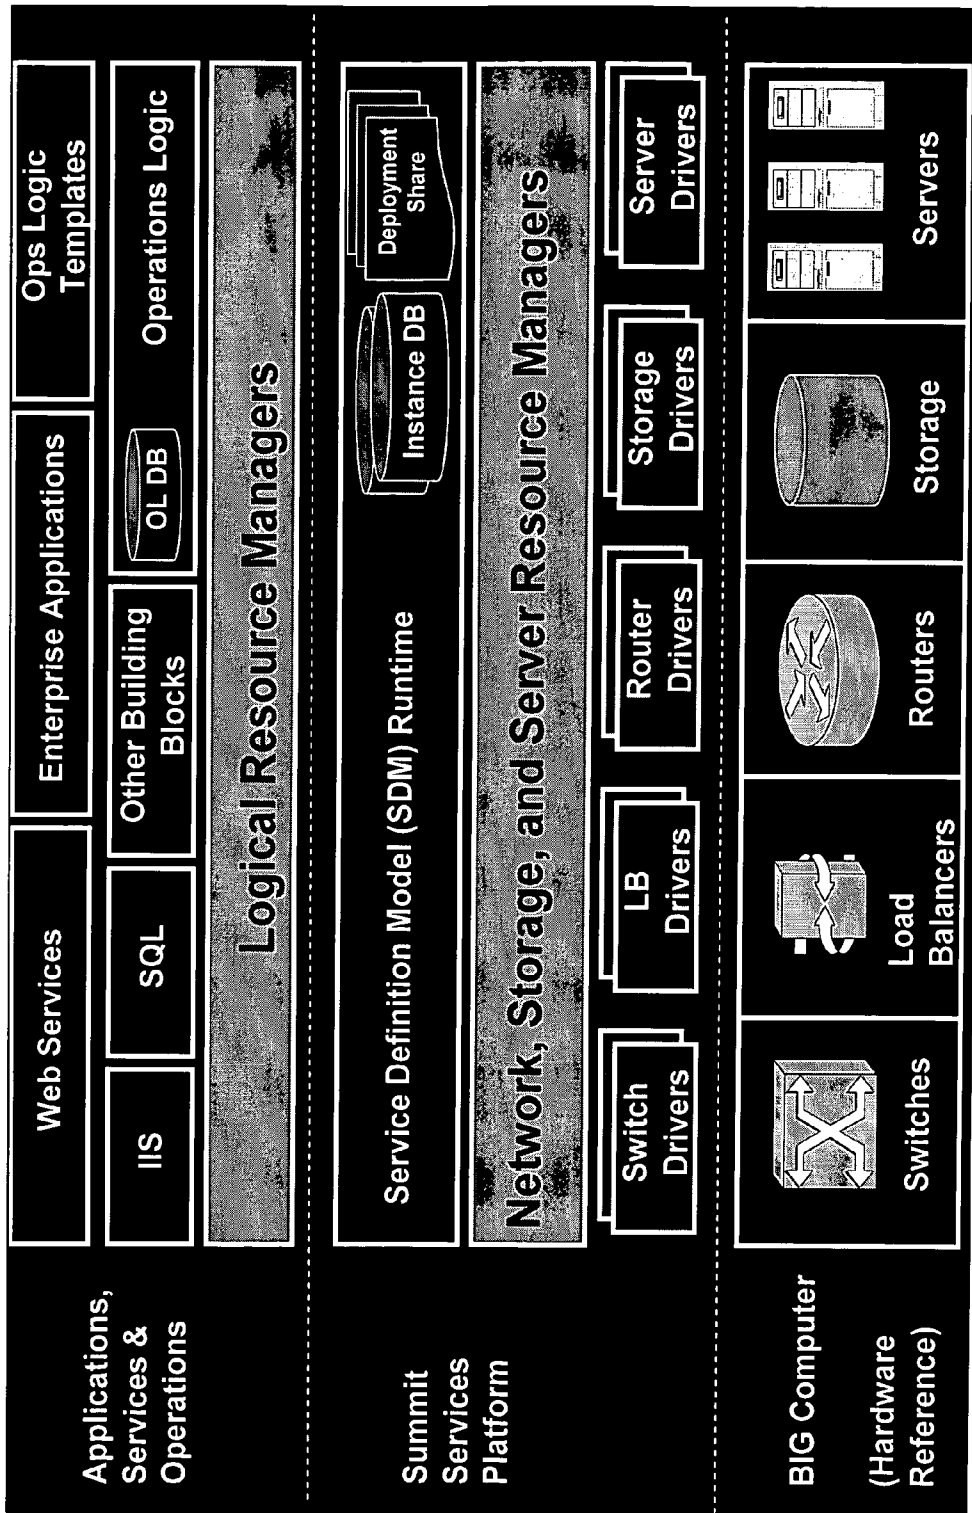 Applications,
Services &
Operations
Web Services
Enterprise Applications
Ops Logic
Templates
IIS
SQL
Other Building
Blocks
OL DB
Operations Logic
Logical Resource Managers
Summit
Services
Platform
Service Definition Model (SDM) Runtime
Instance DB
Deployment
Share
Network, Storage, and Server Resource Managers
Switch
Drivers
LB
Drivers
Router
Drivers
Storage
Drivers
Server
Drivers
BIG Computer
(Hardware
Reference)
Switches
Load
Balancers
Routers
Storage
Servers